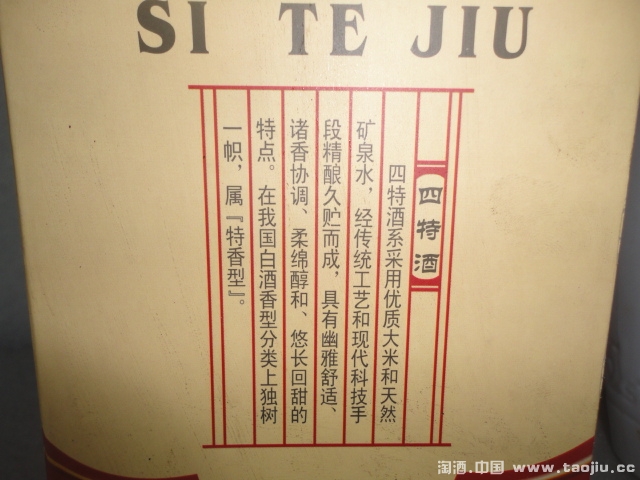 SI TE JIU
四特酒
四特酒系采用优质大米和天然
矿泉水，经传统工艺和现代科技手
段精酿久贮而成，具有幽雅舒适、
诸香协调、柔绵醇和、悠长回甜的
特点。在我国白酒香型分类上独树
一帜，属『特香型』。
淘酒.中国 www.taojiu.cc